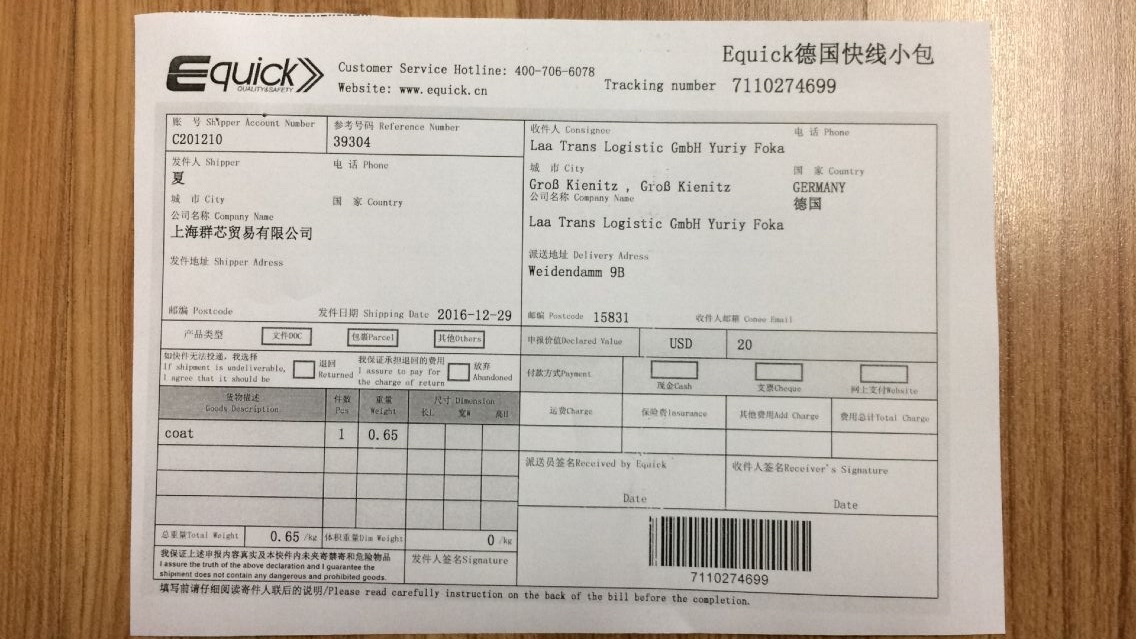 Equick
QUALITY&SAFETY
Customer Service Hotline: 400-706-6078
Website: www.equick.cn
Equick德国快线小包
Tracking number 7110274699
账 号 Shipper Account Number
C201210
参考号码 Reference Number
39304
发件人 Shipper
夏
电 话 Phone
城 市 City
国 家 Country
公司名称 Company Name
上海群芯贸易有限公司
发件地址 Shipper Adress
邮编 Postcode
发件日期 Shipping Date 2016-12-29
收件人 Consignee
电 话 Phone
Laa Trans Logistic GmbH Yuriy Foka
城 市 City
国 家 Country
Groß Kienitz , Groß Kienitz
GERMANY
德国
公司名称 Company Name
Laa Trans Logistic GmbH Yuriy Foka
派送地址 Delivery Adress
Weidendamm 9B
邮编 Postcode 15831
收件人邮箱 Conee Email
产品类型
文件DOC
包裹Parcel
其他Others
申报价值Declared Value
USD
20
如快件无法投递，我选择
If shipment is undeliverable,
I agree that it should be
退回
Returned
我保证承担退回的费用
I assure to pay for
the charge of return
放弃
Abandoned
付款方式Payment
现金Cash
支票Cheque
网上支付Website
货物描述
Goods Description
件数
Pcs
重量
Weight
尺寸 Dimension
长L 宽W 高H
运费Charge
保险费Insurance
其他费用Add Charge
费用总计Total Charge
coat 1 0.65
派送员签名Received by Equick
Date
收件人签名Receiver's Signature
Date
总重量Total Weight 0.65 /kg
体积重量Dim Weight 0 /kg
我保证上述申报内容真实及本快件内未夹寄禁寄和危险物品
I assure the truth of the above declaration and I guarantee the
shipment does not contain any dangerous and prohibited goods.
发件人签名Signature
7110274699
填写前请仔细阅读寄件人联后的说明/Please read carefully instruction on the back of the bill before the completion.